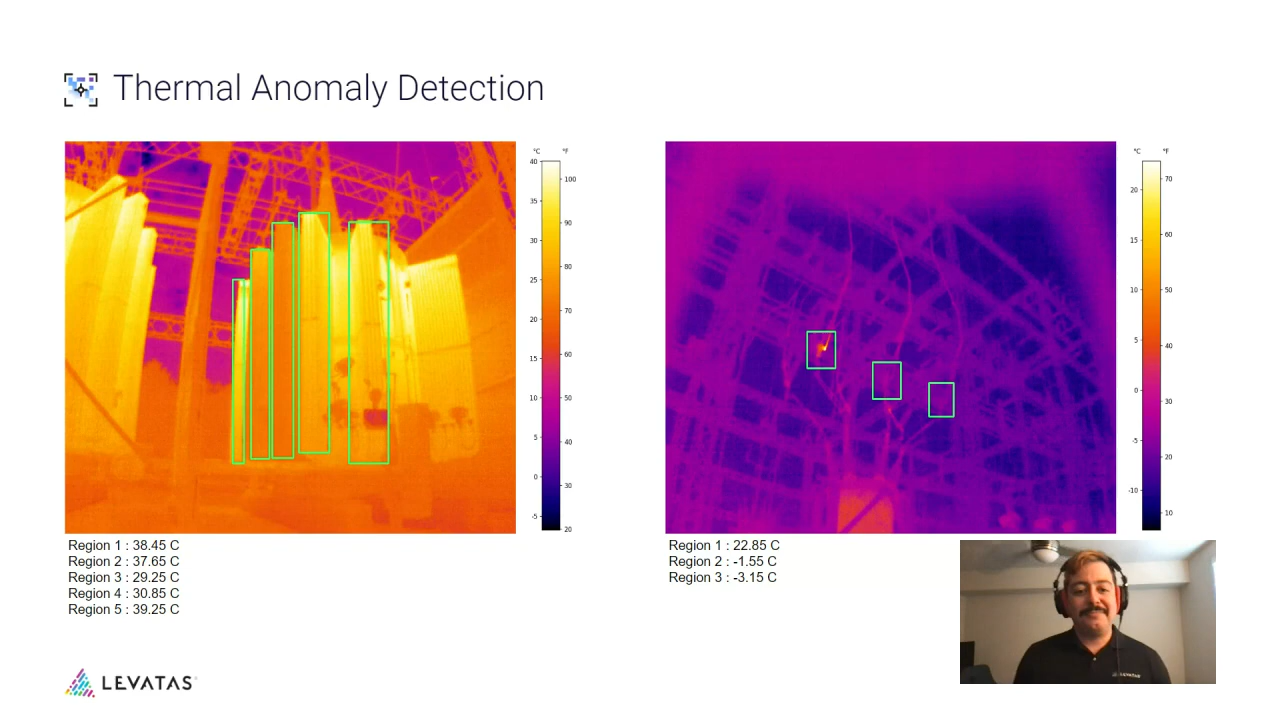 Thermal Anomaly Detection
°C °F
40
35
30
25
20
15
10
5
0
-5
100
90
80
70
60
50
40
30
20
°C °F
20
15
10
5
0
-5
-10
70
60
50
40
30
20
10
Region 1 : 38.45 C
Region 2 : 37.65 C
Region 3 : 29.25 C
Region 4 : 30.85 C
Region 5 : 39.25 C
Region 1 : 22.85 C
Region 2 : -1.55 C
Region 3 : -3.15 C
LEVATAS
LEVATAS